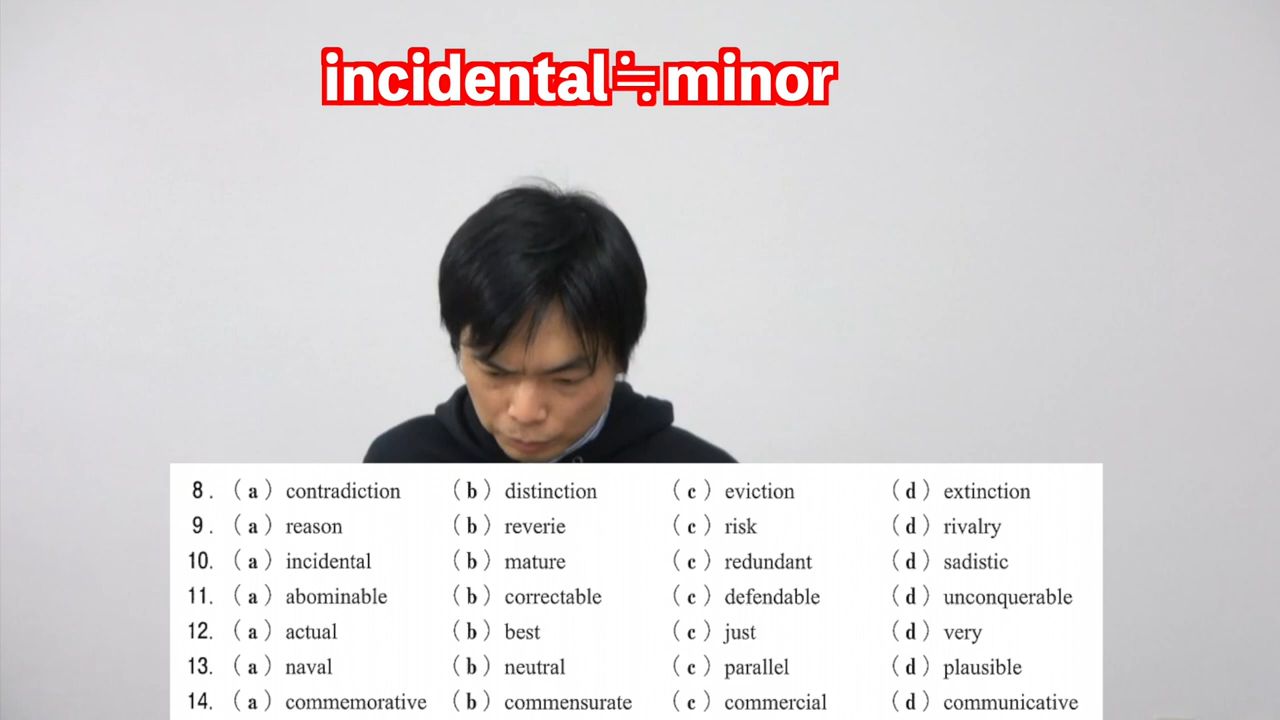 incidental≒minor
8. (a) contradiction (b) distinction (c) eviction (d) extinction
9. (a) reason (b) reverie (c) risk (d) rivalry
10. (a) incidental (b) mature (c) redundant (d) sadistic
11. (a) abominable (b) correctable (c) defendable (d) unconquerable
12. (a) actual (b) best (c) just (d) very
13. (a) naval (b) neutral (c) parallel (d) plausible
14. (a) commemorative (b) commensurate (c) commercial (d) communicative